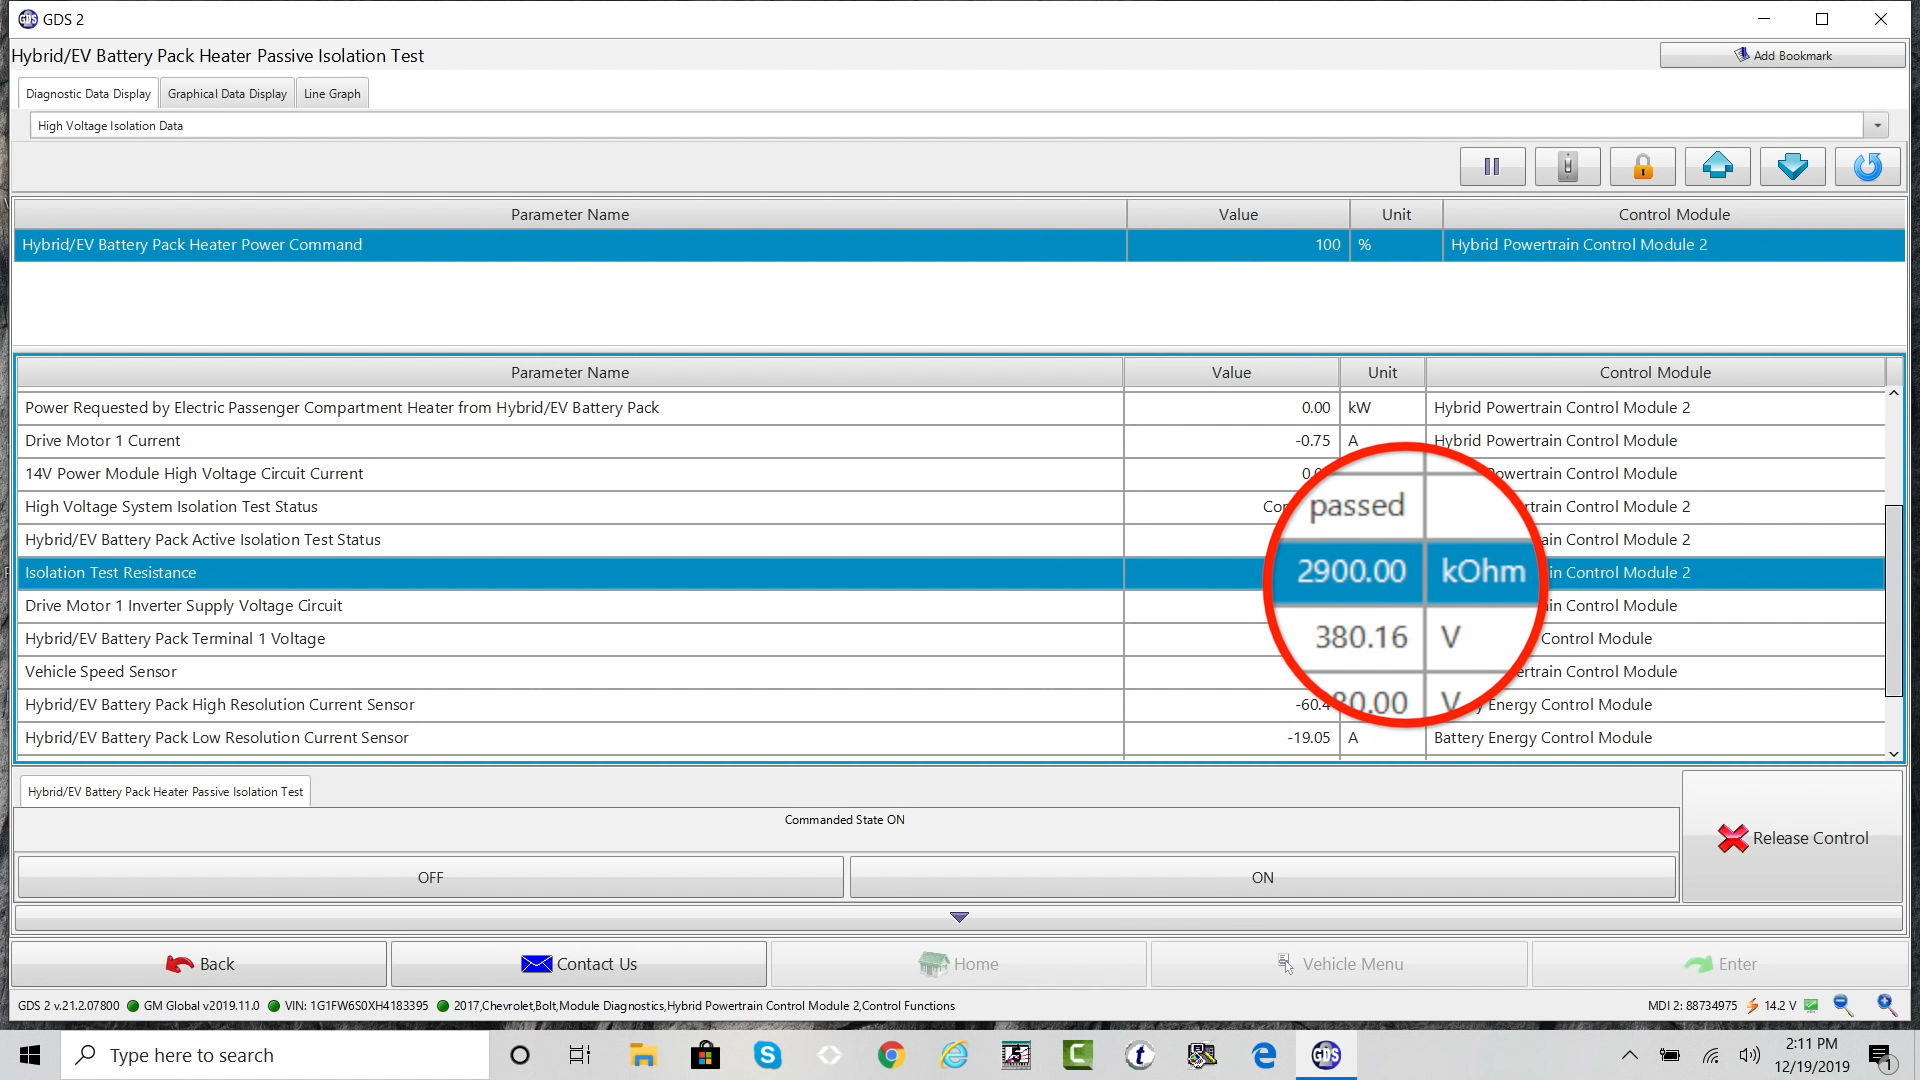 GDS 2
Hybrid/EV Battery Pack Heater Passive Isolation Test
Add Bookmark
Diagnostic Data Display Graphical Data Display Line Graph
High Voltage Isolation Data
Parameter Name Value Unit Control Module
Hybrid/EV Battery Pack Heater Power Command 100 % Hybrid Powertrain Control Module 2
Parameter Name Value Unit Control Module
Power Requested by Electric Passenger Compartment Heater from Hybrid/EV Battery Pack 0.00 kW Hybrid Powertrain Control Module 2
Drive Motor 1 Current -0.75 A Hybrid Powertrain Control Module
14V Power Module High Voltage Circuit Current Control Module
High Voltage System Isolation Test Status passed Control Module 2
Hybrid/EV Battery Pack Active Isolation Test Status Control Module 2
Isolation Test Resistance 2900.00 kOhm Control Module 2
Drive Motor 1 Inverter Supply Voltage Circuit 380.16 V Control Module
Hybrid/EV Battery Pack Terminal 1 Voltage Control Module
Vehicle Speed Sensor Control Module
Hybrid/EV Battery Pack High Resolution Current Sensor V Energy Control Module
Hybrid/EV Battery Pack Low Resolution Current Sensor -19.05 A Battery Energy Control Module
Hybrid/EV Battery Pack Heater Passive Isolation Test
Commanded State ON
Release Control
OFF ON
Back Contact Us Home Vehicle Menu Enter
GDS 2 v.21.2.07800 GM Global v2019.11.0 VIN: 1G1FW6S0XH4183395 2017,Chevrolet,Bolt,Module Diagnostics,Hybrid Powertrain Control Module 2,Control Functions MDI 2: 88734975 14.2 V
Type here to search
2:11 PM
12/19/2019
1